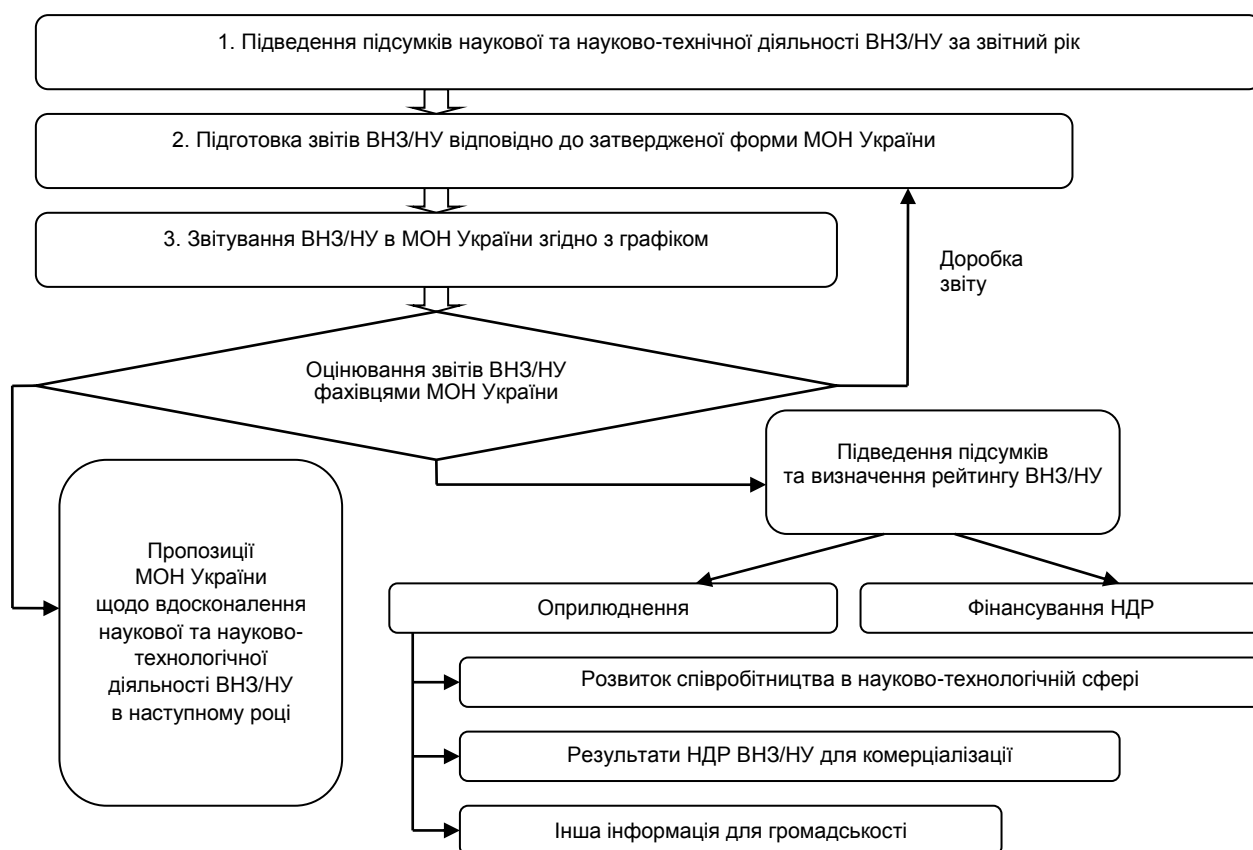 1. Підведення підсумків наукової та науково-технічної діяльності ВНЗ/НУ за звітний рік
2. Підготовка звітів ВНЗ/НУ відповідно до затвердженої форми МОН України
3. Звітування ВНЗ/НУ в МОН України згідно з графіком
Доробка
звіту
Оцінювання звітів ВНЗ/НУ
фахівцями МОН України
Підведення підсумків
та визначення рейтингу ВНЗ/НУ
Пропозиції
МОН України
щодо вдосконалення
наукової та науково-
технологічної
діяльності ВНЗ/НУ
в наступному році
Оприлюднення
Фінансування НДР
Розвиток співробітництва в науково-технологічній сфері
Результати НДР ВНЗ/НУ для комерціалізації
Інша інформація для громадськості